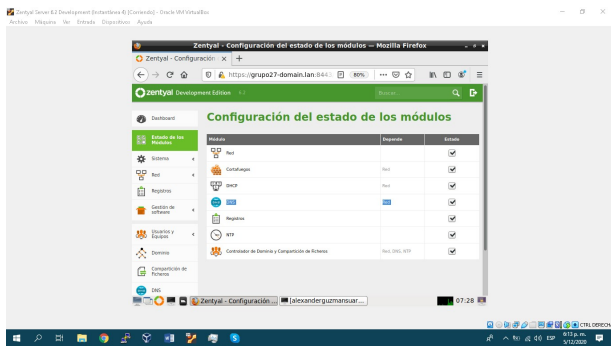 Zentyal Server 6.2 Development (Instantánea 4) [Corriendo] - Oracle VM VirtualBox
Archivo Máquina Ver Entrada Dispositivos Ayuda
Zentyal - Configuración del estado de los módulos — Mozilla Firefox
Zentyal - Configuración
https://grupo27-domain.lan:8443
80%
zentyal Development Edition 6.2
Buscar...
Dashboard
Estado de los Módulos
Sistema
Red
Registros
Gestión de software
Usuarios y Equipos
Dominio
Compartición de Ficheros
DNS
Configuración del estado de los módulos
Módulo Depende Estado
Red
Cortafuegos Red
DHCP Red
DNS Red
Registros
NTP
Controlador de Dominio y Compartición de Ficheros Red, DNS, NTP
Zentyal - Configuración ...
[alexanderguzmansuar...
07:28
CTRL DERECHA
ESP
6:13 p. m.
5/12/2020